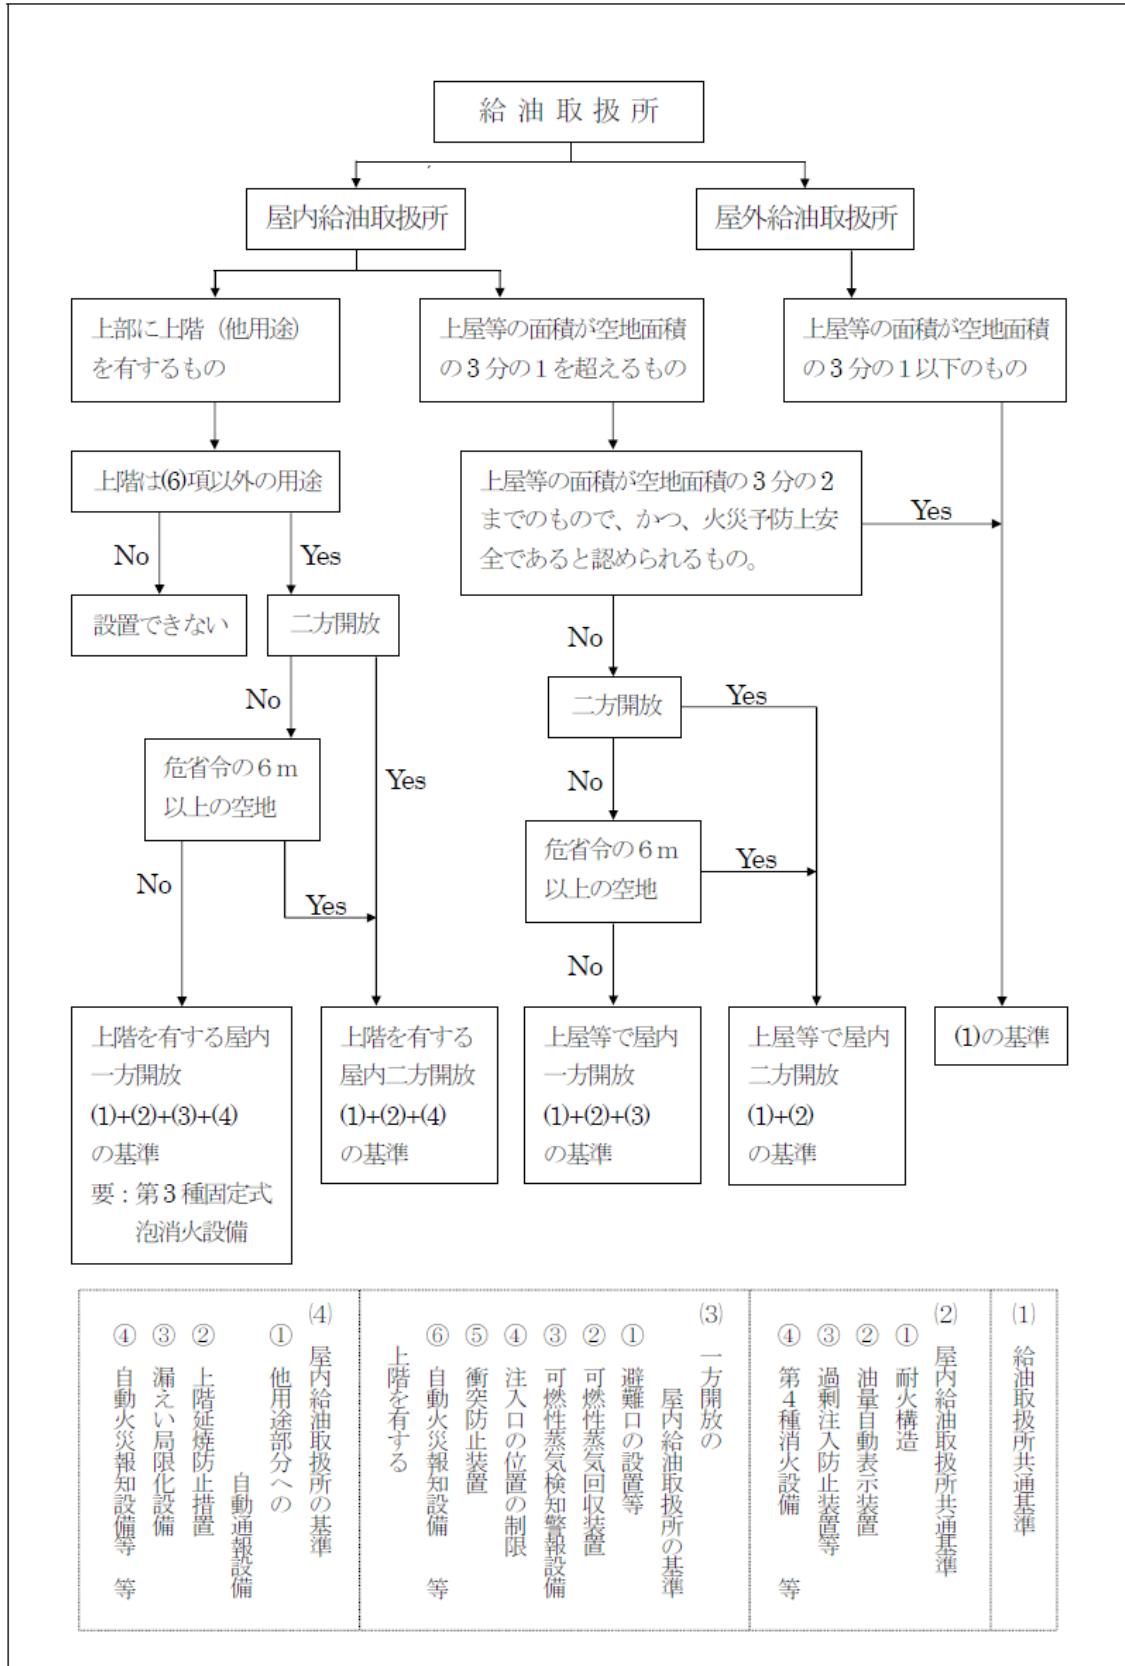 給油取扱所
屋内給油取扱所
屋外給油取扱所
上部に上階（他用途）
を有するもの
上屋等の面積が空地面積
の３分の１を超えるもの
上屋等の面積が空地面積
の３分の１以下のもの
上階は(6)項以外の用途
上屋等の面積が空地面積の３分の２
までのもので、かつ、火災予防上安
全であると認められるもの。
Yes
No
Yes
設置できない
二方開放
No
No
Yes
二方開放
Yes
危省令の６ｍ
以上の空地
No
危省令の６ｍ
以上の空地
Yes
No
Yes
No
上階を有する屋内
一方開放
(1)+(2)+(3)+(4)
の基準
要：第３種固定式
泡消火設備
上階を有する
屋内二方開放
(1)+(2)+(4)
の基準
上屋等で屋内
一方開放
(1)+(2)+(3)
の基準
上屋等で屋内
二方開放
(1)+(2)
の基準
(1)の基準
⑴　給油取扱所共通基準
⑵　屋内給油取扱所共通基準
①　耐火構造
②　油量自動表示装置
③　過剰注入防止装置等
④　第４種消火設備　等
⑶　一方開放の
屋内給油取扱所の基準
①　避難口の設置等
②　可燃性蒸気回収装置
③　可燃性蒸気検知警報設備
④　注入口の位置の制限
⑤　衝突防止装置
⑥　自動火災報知設備　等
上階を有する
⑷　屋内給油取扱所の基準
①　他用途部分への
自動通報設備
②　上階延焼防止措置
③　漏えい局限化設備
④　自動火災報知設備等　等